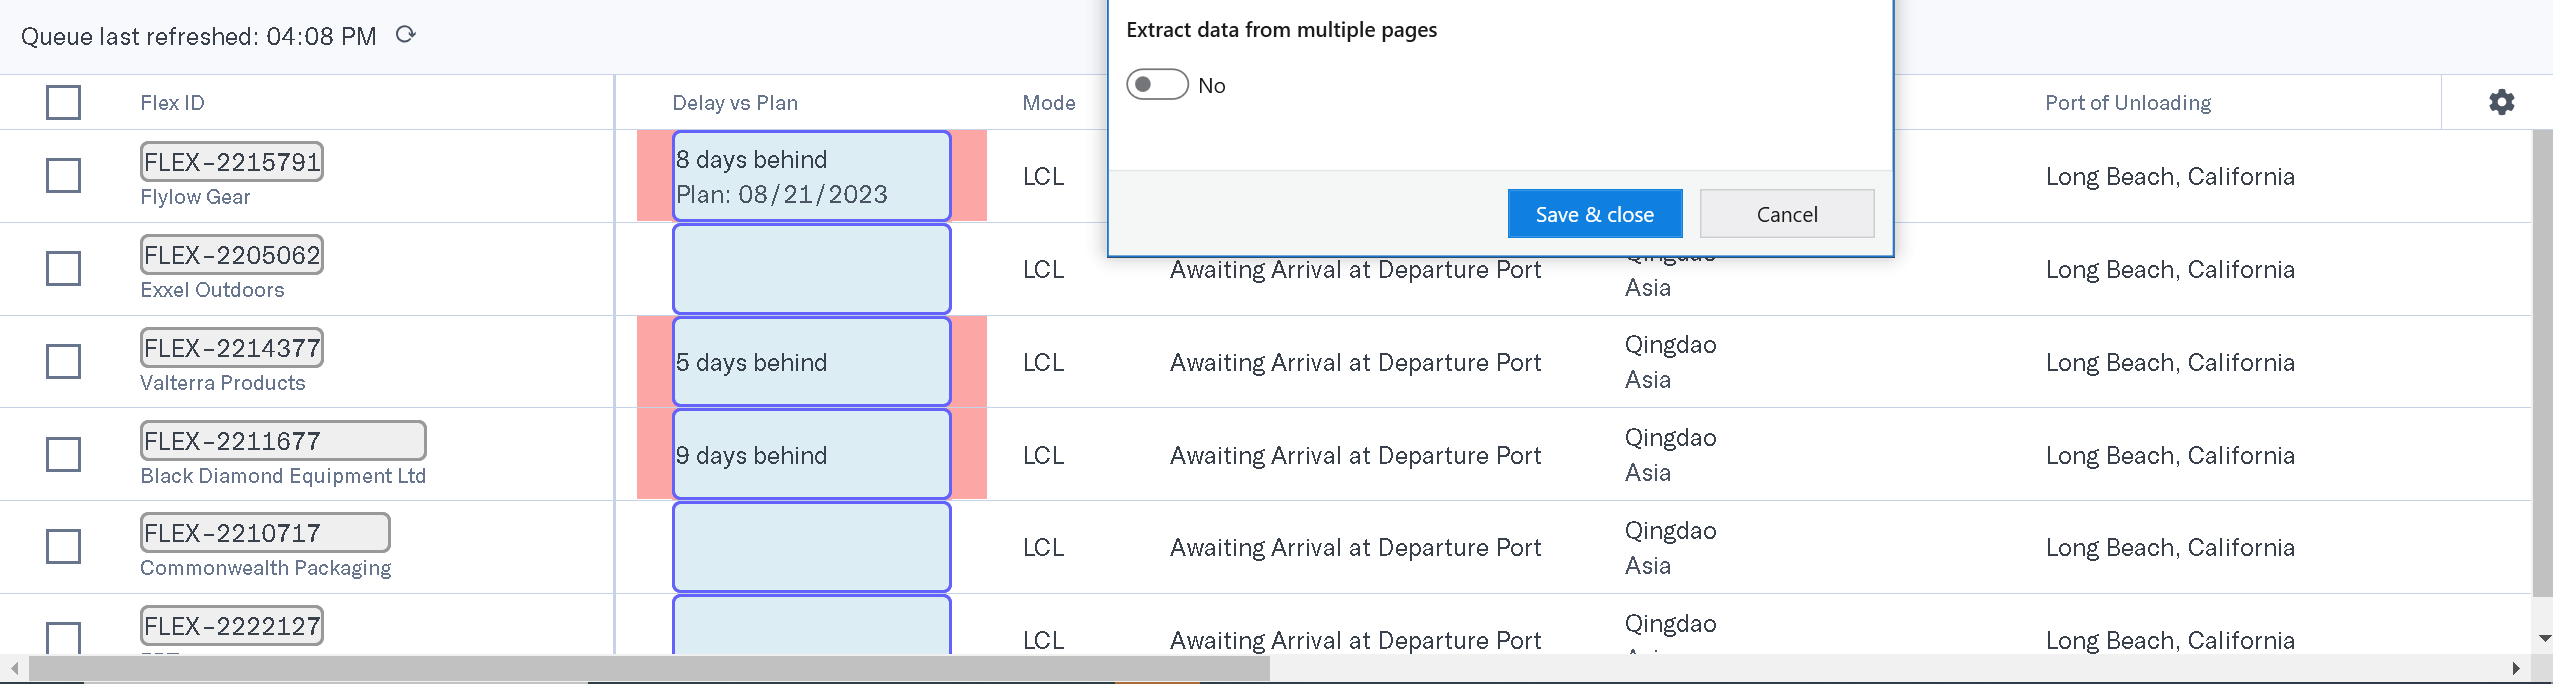 Queue last refreshed: 04:08 PM
Extract data from multiple pages
No
Save & close
Cancel
Flex ID
Delay vs Plan
Mode
Port of Unloading
FLEX-2215791
Flylow Gear
8 days behind
Plan: 08/21/2023
LCL
Long Beach, California
FLEX-2205062
Exxel Outdoors
LCL
Awaiting Arrival at Departure Port
Qingdao
Asia
Long Beach, California
FLEX-2214377
Valterra Products
5 days behind
LCL
Awaiting Arrival at Departure Port
Qingdao
Asia
Long Beach, California
FLEX-2211677
Black Diamond Equipment Ltd
9 days behind
LCL
Awaiting Arrival at Departure Port
Qingdao
Asia
Long Beach, California
FLEX-2210717
Commonwealth Packaging
LCL
Awaiting Arrival at Departure Port
Qingdao
Asia
Long Beach, California
FLEX-2222127
LCL
Awaiting Arrival at Departure Port
Qingdao
Long Beach, California